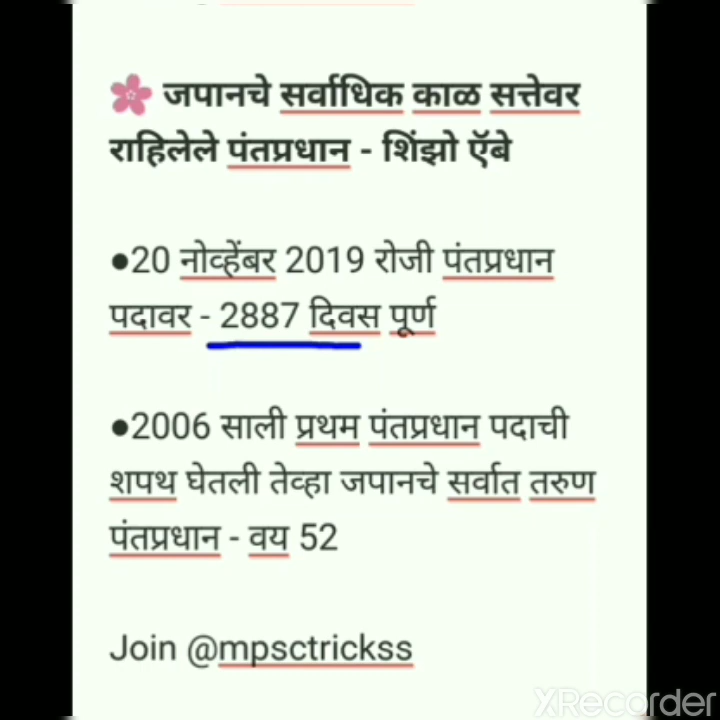 🌸 जपानचे सर्वाधिक काळ सत्तेवर
राहिलेले पंतप्रधान - शिंझो ऍबे
●20 नोव्हेंबर 2019 रोजी पंतप्रधान
पदावर - 2887 दिवस पूर्ण
●2006 साली प्रथम पंतप्रधान पदाची
शपथ घेतली तेव्हा जपानचे सर्वात तरुण
पंतप्रधान - वय 52
Join @mpsctrickss
XRecorder